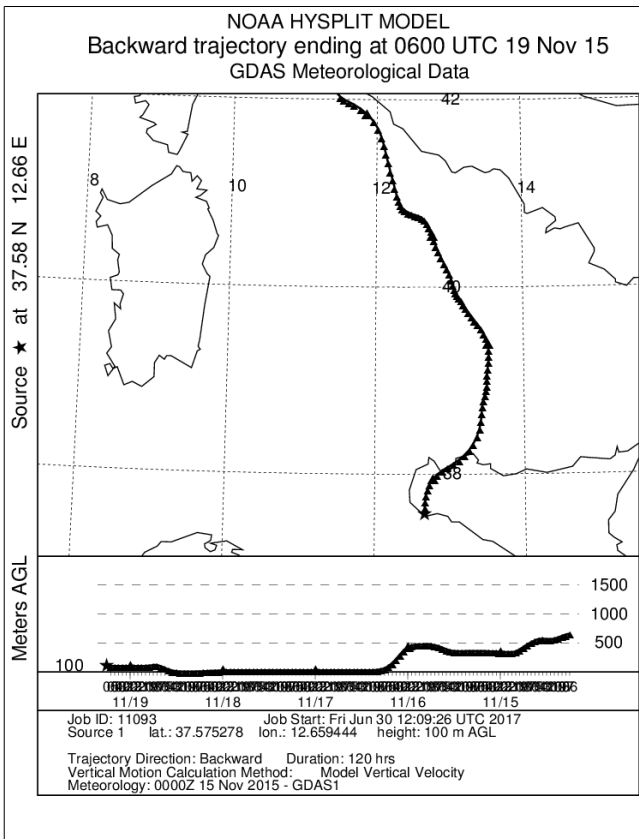 NOAA HYSPLIT MODEL
Backward trajectory ending at 0600 UTC 19 Nov 15
GDAS Meteorological Data
Source ★ at 37.58 N 12.66 E
42
8
10
12
14
40
38
Meters AGL
1500
1000
500
100
11/19
11/18
11/17
11/16
11/15
Job ID: 11093 Job Start: Fri Jun 30 12:09:26 UTC 2017
Source 1 lat.: 37.575278 lon.: 12.659444 height: 100 m AGL
Trajectory Direction: Backward Duration: 120 hrs
Vertical Motion Calculation Method: Model Vertical Velocity
Meteorology: 0000Z 15 Nov 2015 - GDAS1